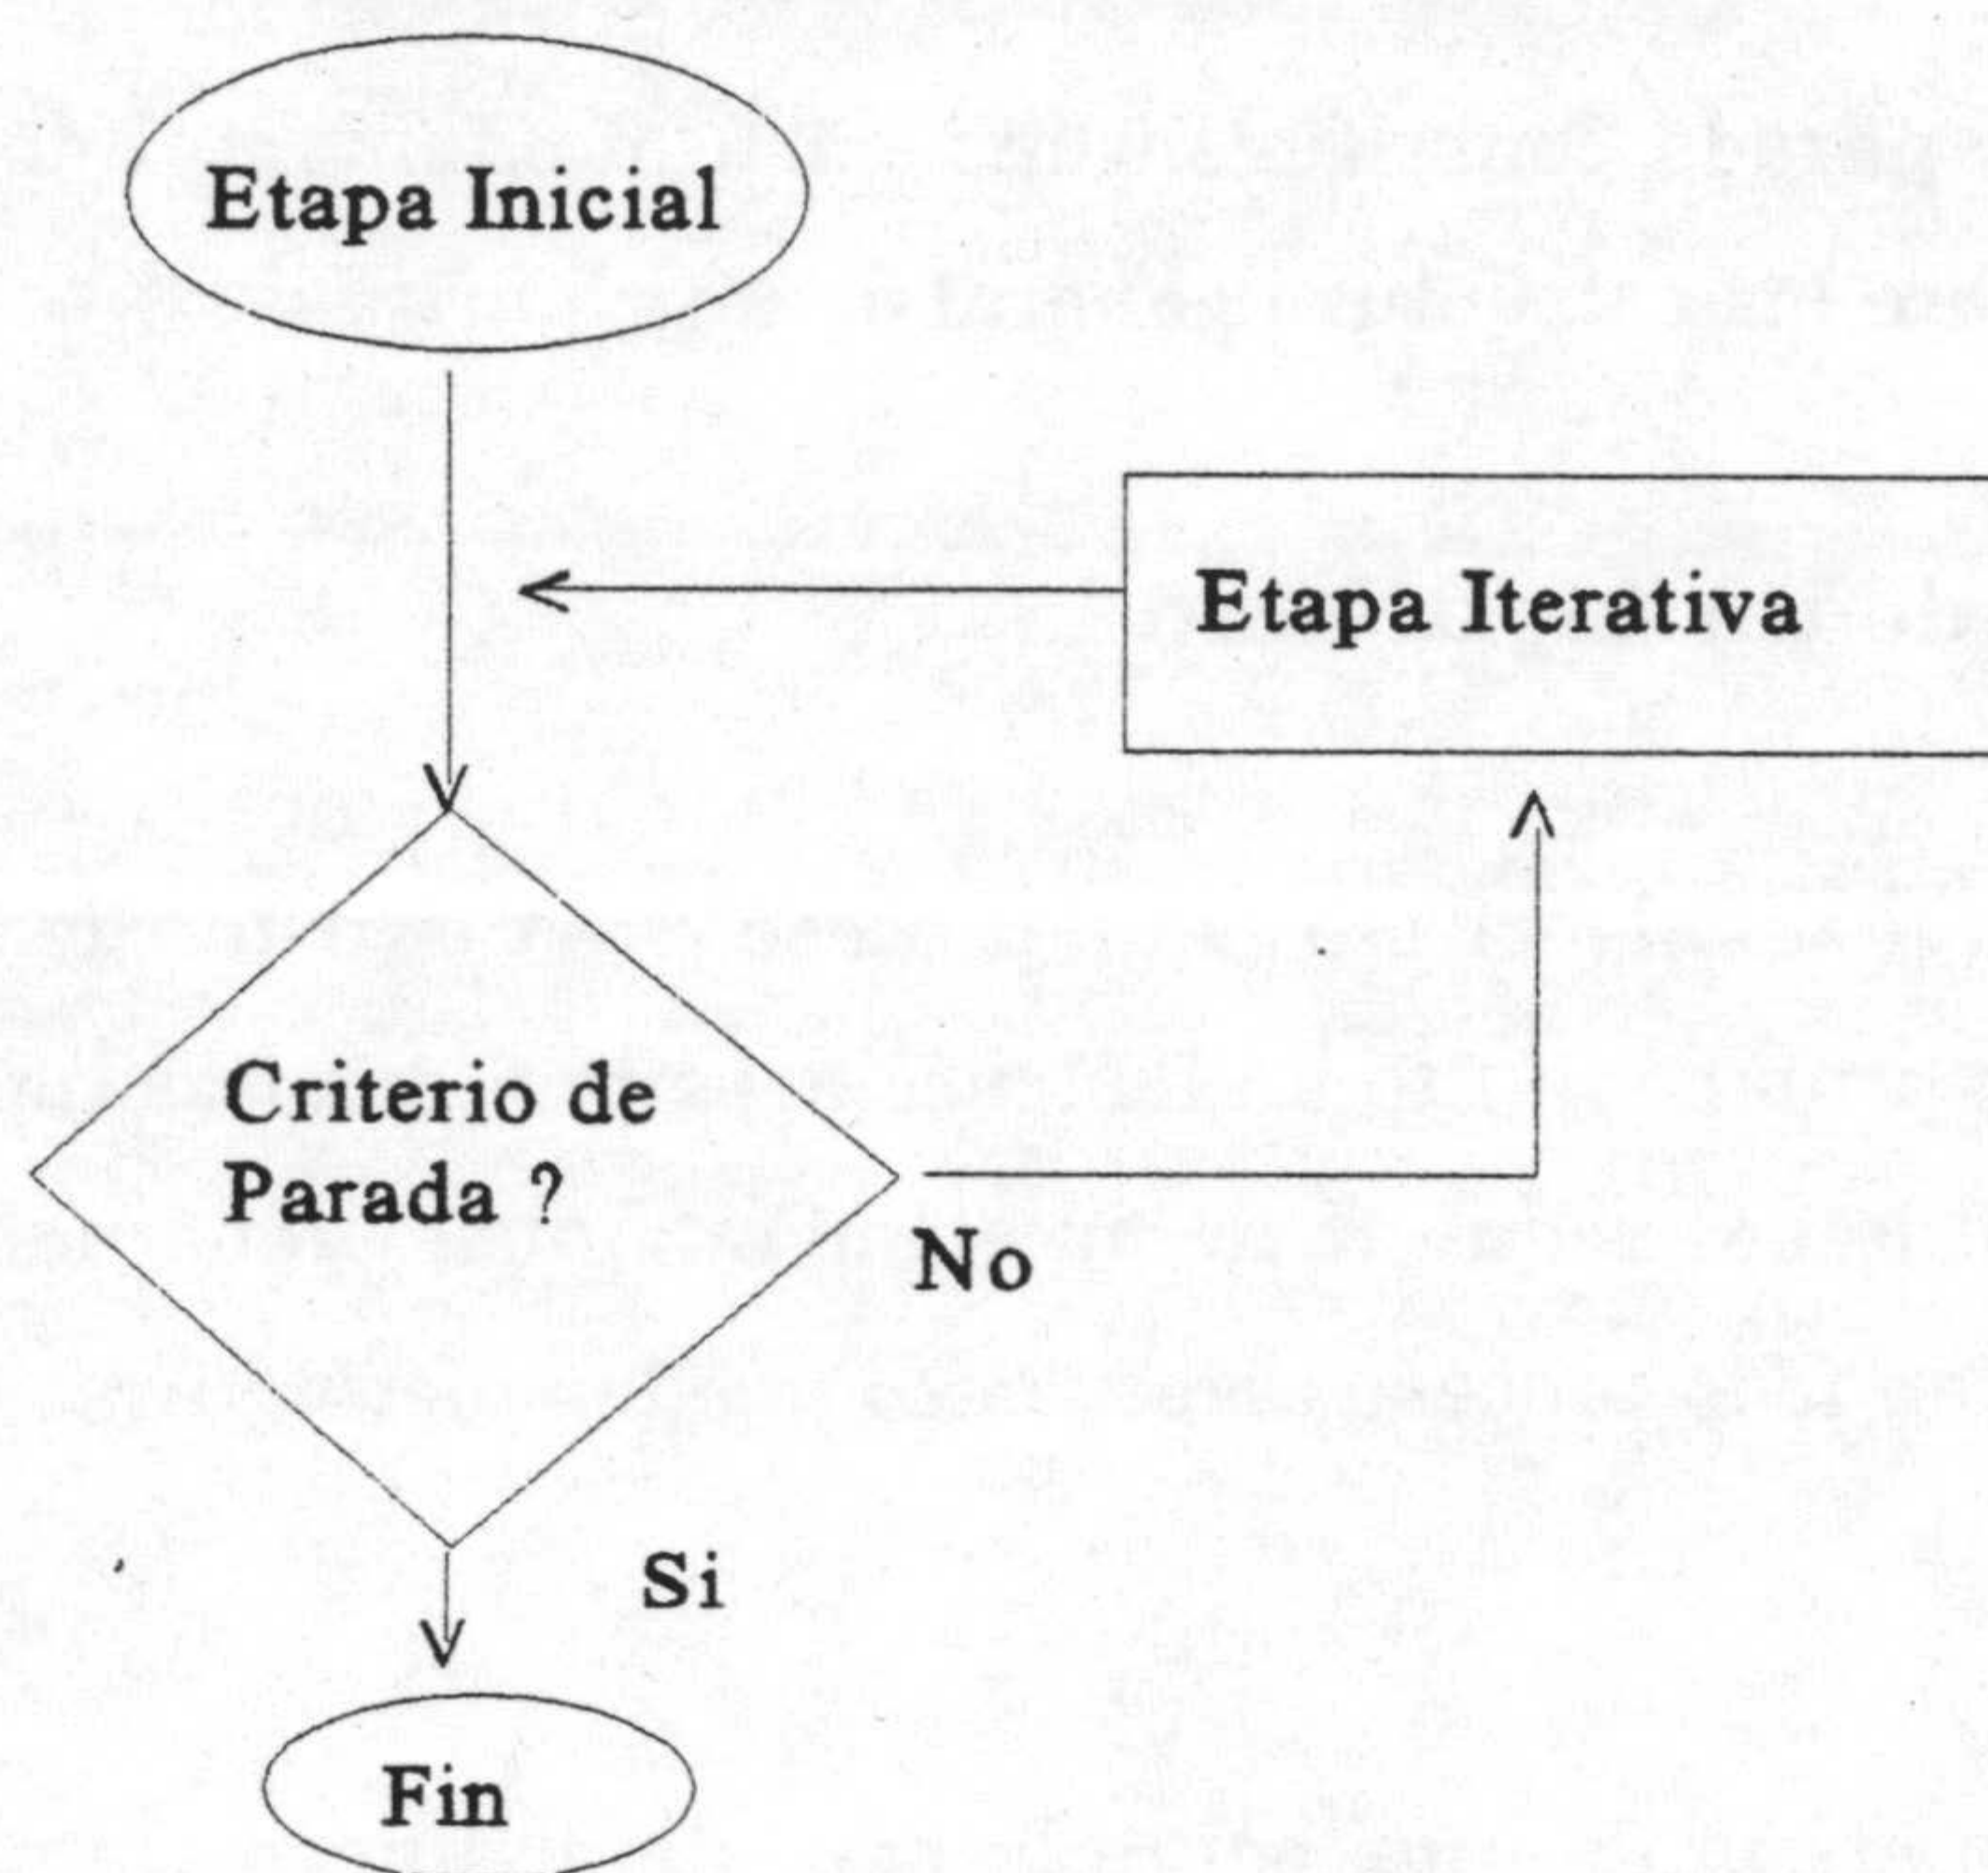 Etapa Inicial
Etapa Iterativa
Criterio de
Parada ?
No
Si
Fin